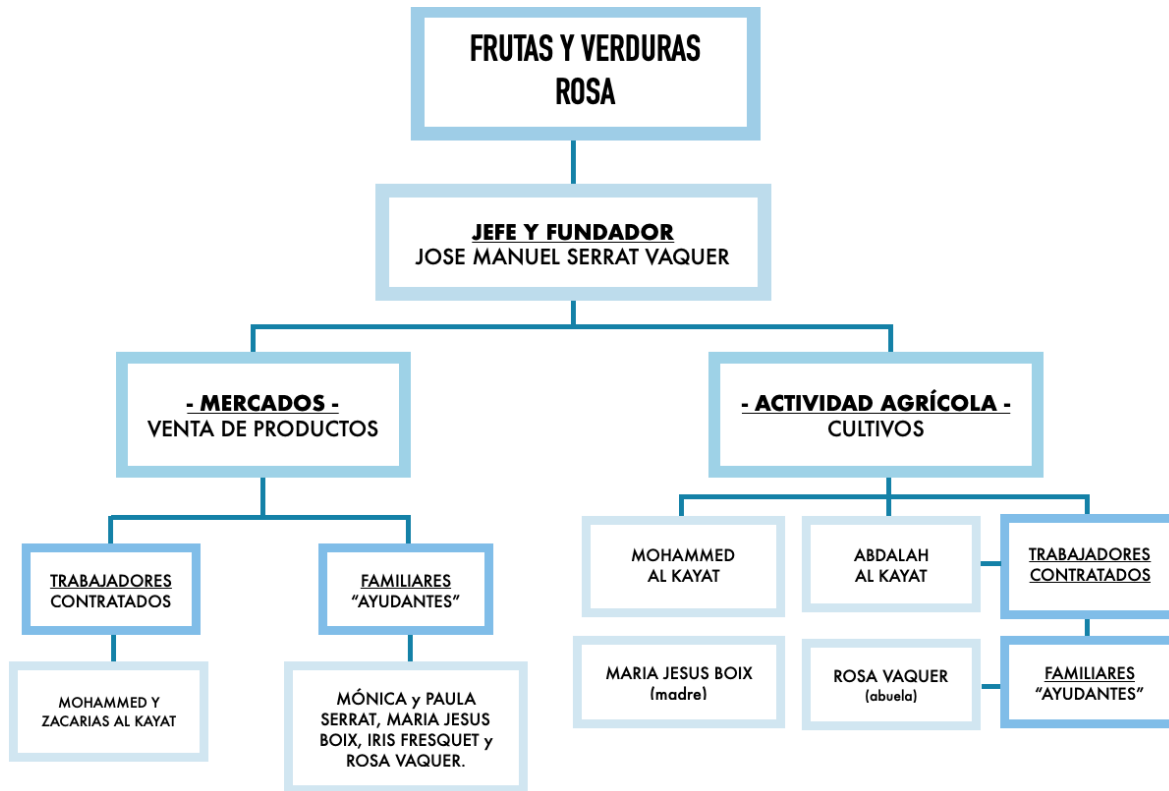 FRUTAS Y VERDURAS
ROSA
JEFE Y FUNDADOR
JOSE MANUEL SERRAT VAQUER
- MERCADOS -
VENTA DE PRODUCTOS
- ACTIVIDAD AGRÍCOLA -
CULTIVOS
TRABAJADORES
CONTRATADOS
FAMILIARES
“AYUDANTES”
MOHAMMED Y
ZACARIAS AL KAYAT
MÓNICA y PAULA
SERRAT, MARIA JESUS
BOIX, IRIS FRESQUET y
ROSA VAQUER.
MOHAMMED
AL KAYAT
ABDALAH
AL KAYAT
TRABAJADORES
CONTRATADOS
MARIA JESUS BOIX
(madre)
ROSA VAQUER
(abuela)
FAMILIARES
“AYUDANTES”